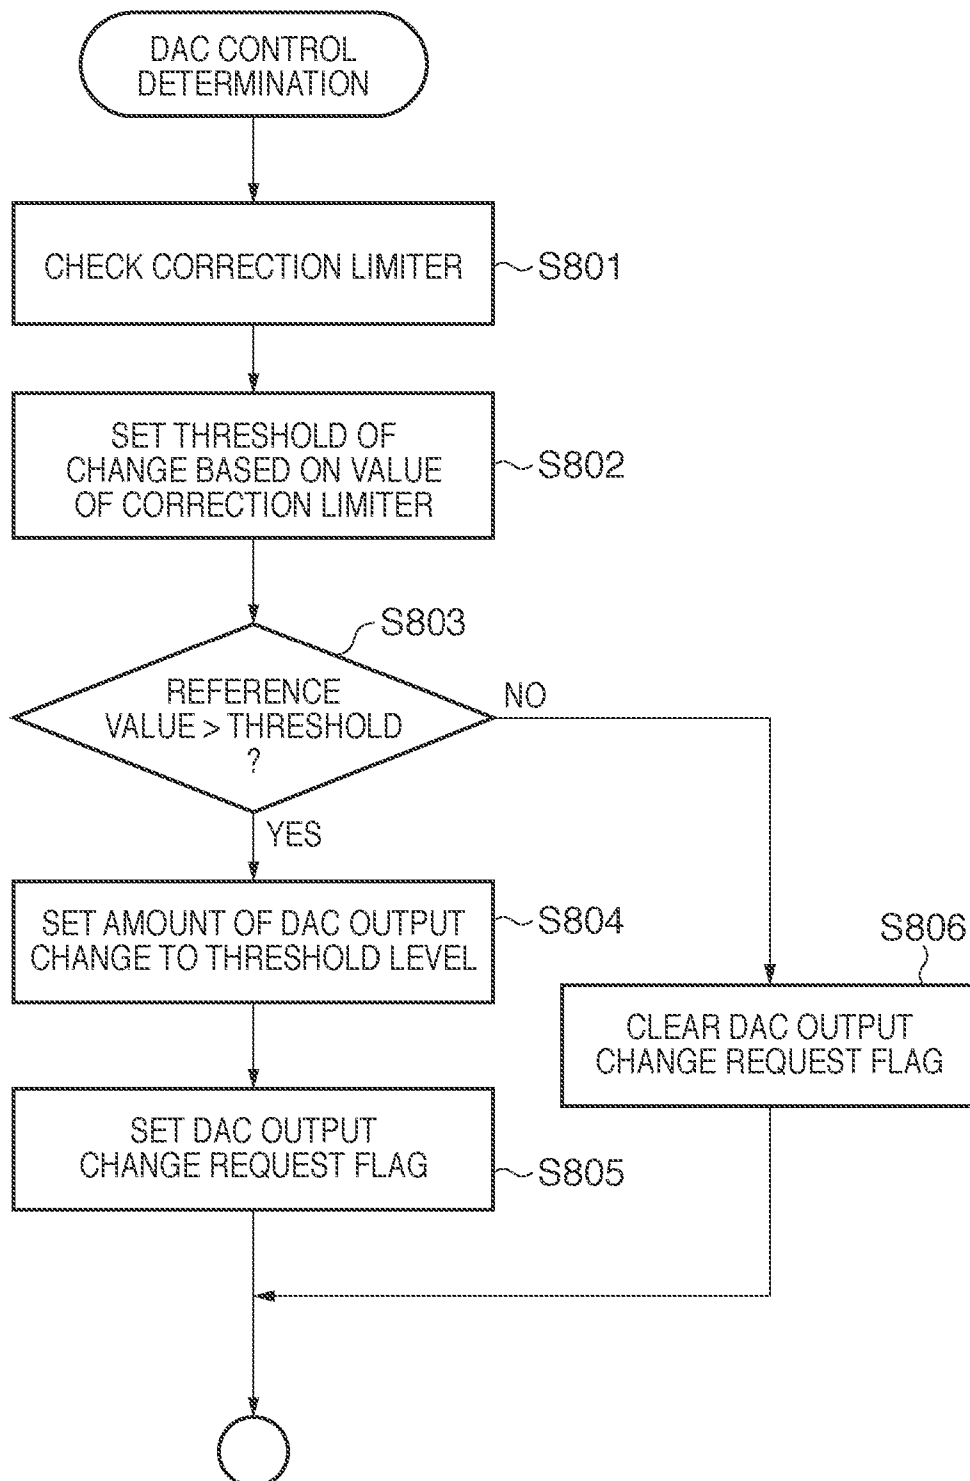 DAC CONTROL
DETERMINATION
CHECK CORRECTION LIMITER
S801
SET THRESHOLD OF
CHANGE BASED ON VALUE
OF CORRECTION LIMITER
S802
S803
REFERENCE
VALUE > THRESHOLD
?
NO
YES
SET AMOUNT OF DAC OUTPUT
CHANGE TO THRESHOLD LEVEL
S804
S806
CLEAR DAC OUTPUT
CHANGE REQUEST FLAG
SET DAC OUTPUT
CHANGE REQUEST FLAG
S805